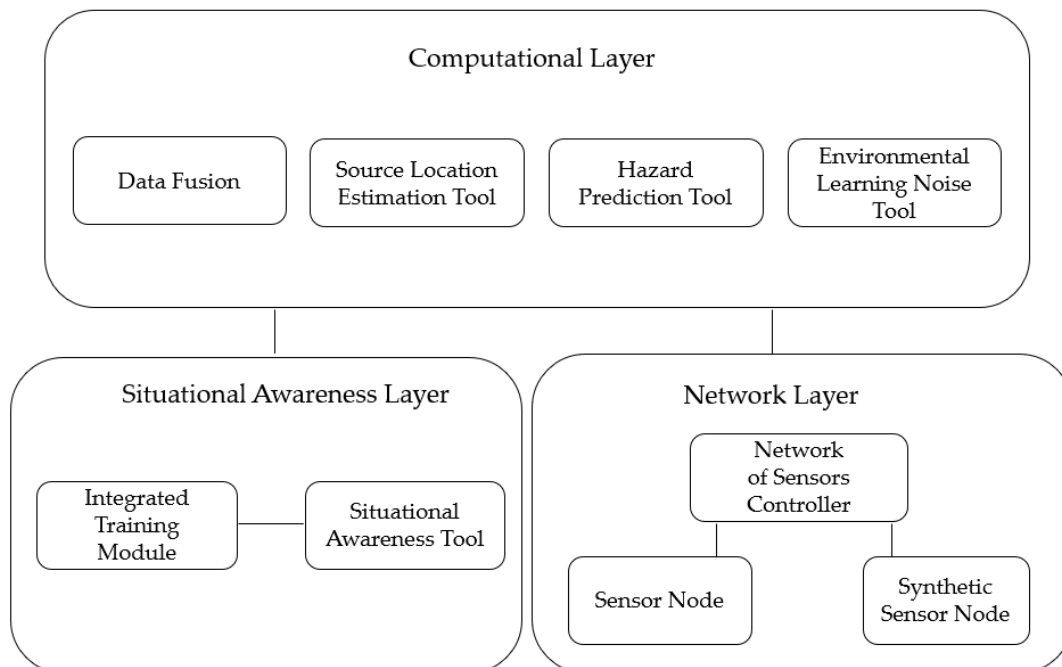 Computational Layer
Data Fusion
Source Location
Estimation Tool
Hazard
Prediction Tool
Environmental
Learning Noise
Tool
Situational Awareness Layer
Integrated
Training
Module
Situational
Awareness Tool
Network Layer
Network
of Sensors
Controller
Sensor Node
Synthetic
Sensor Node